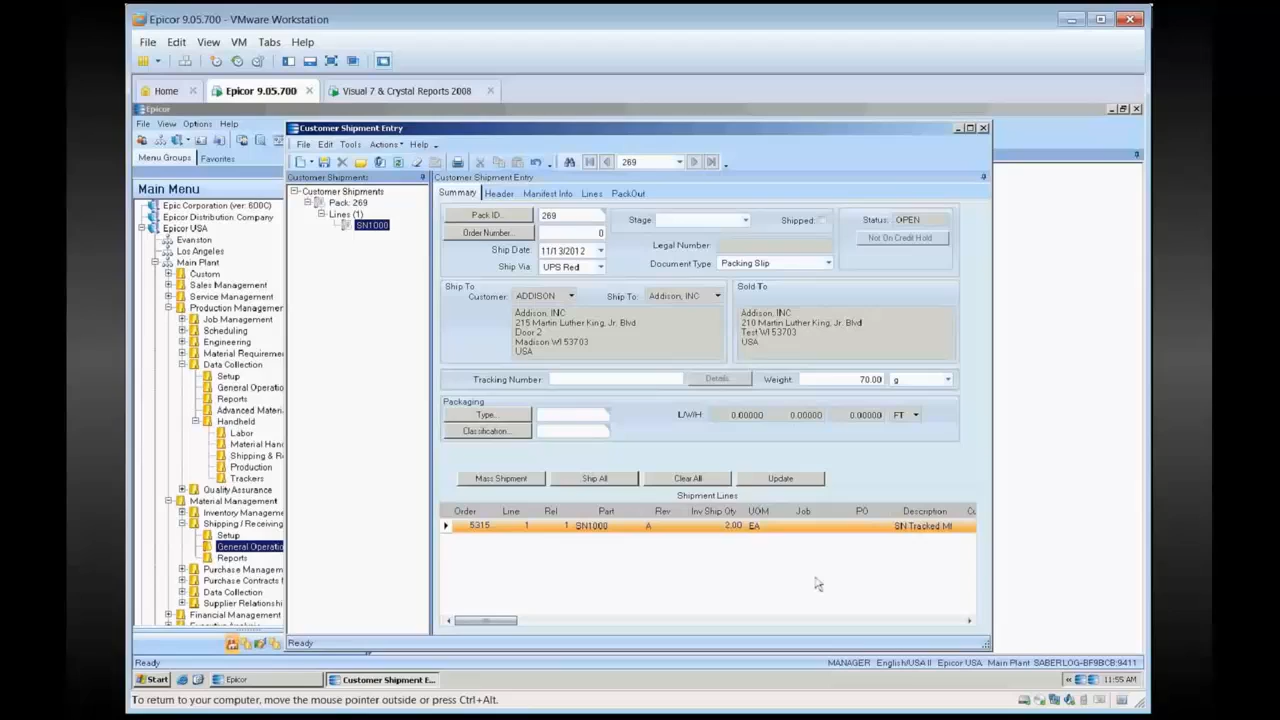 Epicor 9.05.700 - VMware Workstation
File Edit View VM Tabs Help
Home Epicor 9.05.700 Visual 7 & Crystal Reports 2008
Epicor
File View Options Help
Menu Groups Favorites
Main Menu
Epic Corporation (ver: 600C)
Epicor Distribution Company
Epicor USA
Evanston
Los Angeles
Main Plant
Custom
Sales Management
Service Management
Production Management
Job Management
Scheduling
Engineering
Material Requireme
Data Collection
Setup
General Operatio
Reports
Advanced Materi
Handheld
Labor
Material Han
Shipping & R
Production
Trackers
Quality Assurance
Material Management
Inventory Managem
Shipping / Receiving
Setup
General Operatio
Reports
Purchase Managem
Purchase Contracts M
Data Collection
Supplier Relationshi
Financial Management
Customer Shipment Entry
File Edit Tools Actions Help
269
Customer Shipments
Customer Shipments
Pack: 269
Lines (1)
SN1000
Customer Shipment Entry
Summary Header Manifest Info Lines PackOut
Pack ID... 269 Stage: Shipped: Status: OPEN
Order Number... 0 Legal Number: Not On Credit Hold
Ship Date: 11/13/2012 Document Type: Packing Slip
Ship Via: UPS Red
Ship To Sold To
Customer: ADDISON Ship To: Addison, INC
Addison, INC
215 Martin Luther King, Jr. Blvd
Door 2
Madison WI 53703
USA
Addison, INC
210 Martin Luther King, Jr. Blvd
Test WI 53703
USA
Tracking Number: Details Weight: 70.00 g
Packaging
Type... L/W/H: 0.00000 0.00000 0.00000 FT
Classification...
Mass Shipment Ship All Clear All Update
Shipment Lines
Order Line Rel Part Rev Inv Ship Qty UOM Job PO Description
5315 1 1 SN1000 A 2.00 EA SN Tracked MI
Ready
Ready MANAGER English/USA II Epicor USA Main Plant SABERLOG-BF9BCB:9411
Start Epicor Customer Shipment E... 11:55 AM
To return to your computer, move the mouse pointer outside or press Ctrl+Alt.